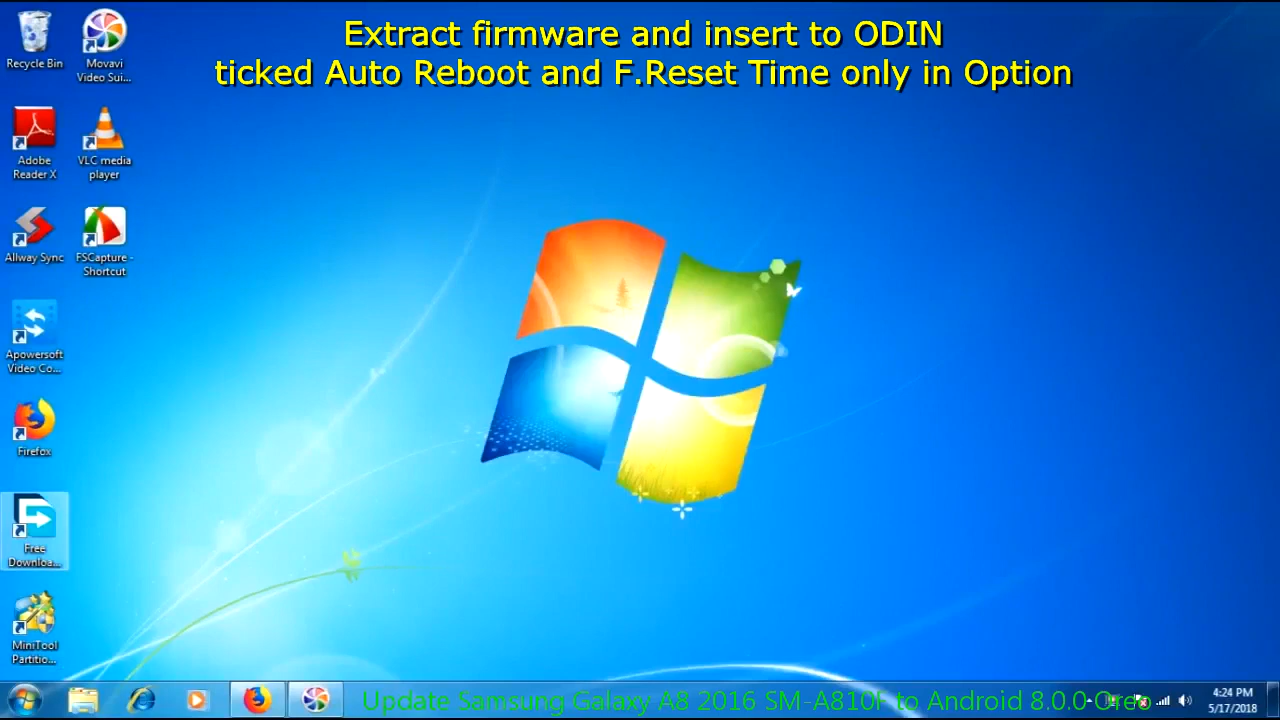 Extract firmware and insert to ODIN
ticked Auto Reboot and F.Reset Time only in Option
Recycle Bin
Movavi
Video Sui...
Adobe
Reader X
VLC media
player
Allway Sync
FSCapture -
Shortcut
Apowersoft
Video Co...
Firefox
Free
Downloa...
MiniTool
Partitio...
Update Samsung Galaxy A8 2016 SM-A810F to Android 8.0.0 Oreo
4:24 PM
5/17/2018